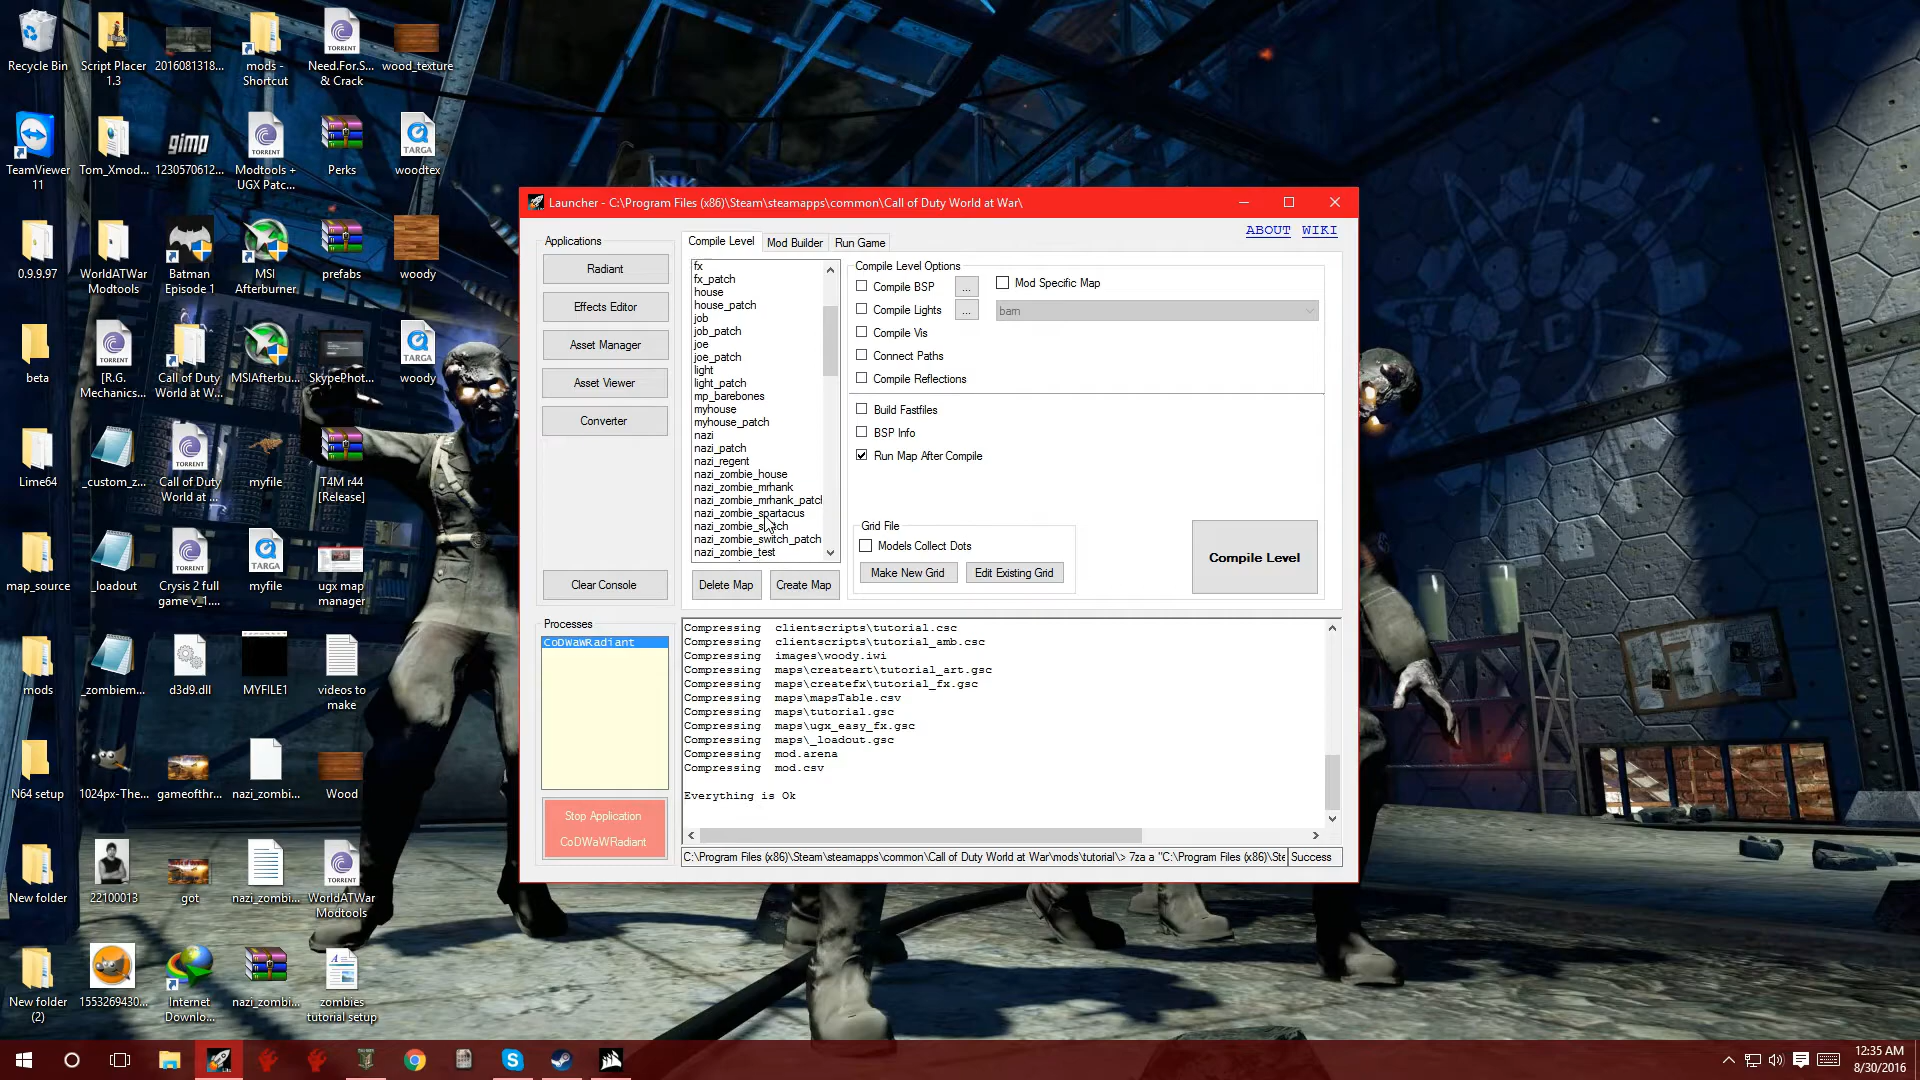 Recycle Bin
Script Placer
1.3
2016081318...
mods -
Shortcut
TORRENT
Need.For.S...
& Crack
wood_texture
TeamViewer
11
Tom_Xmod...
gimp
1230570612...
TORRENT
Modtools +
UGX Patc...
Perks
TARGA
woodtex
0.9.9.97
WorldATWar
Modtools
Batman
Episode 1
MSI
Afterburner
prefabs
woody
beta
TORRENT
[R.G.
Mechanics...
Call of Duty
World at W...
MSIAfterbu...
SkypePhot...
TARGA
woody
Lime64
_custom_z...
TORRENT
Call of Duty
World at ...
myfile
T4M r44
[Release]
map_source
_loadout
TORRENT
Crysis 2 full
game v_1....
TARGA
myfile
ugx map
manager
mods
_zombiem...
d3d9.dll
MYFILE1
videos to
make
N64 setup
1024px-The...
gameofthr...
nazi_zombi...
Wood
New folder
22100013
got
nazi_zombi...
TORRENT
WorldATWar
Modtools
New folder
(2)
1553269430...
Internet
Downlo...
nazi_zombi...
zombies
tutorial setup
Launcher - C:\Program Files (x86)\Steam\steamapps\common\Call of Duty World at War\
ABOUT WIKI
Applications
Radiant
Effects Editor
Asset Manager
Asset Viewer
Converter
Clear Console
Compile Level
Mod Builder
Run Game
fx
fx_patch
house
house_patch
job
job_patch
joe
joe_patch
light
light_patch
mp_barebones
myhouse
myhouse_patch
nazi
nazi_patch
nazi_regent
nazi_zombie_house
nazi_zombie_mrhank
nazi_zombie_mrhank_patch
nazi_zombie_spartacus
nazi_zombie_switch_patch
nazi_zombie_test
Delete Map
Create Map
Compile Level Options
Compile BSP
...
Compile Lights
...
Compile Vis
Connect Paths
Compile Reflections
Mod Specific Map
bam
Build Fastfiles
BSP Info
Run Map After Compile
Grid File
Models Collect Dots
Make New Grid
Edit Existing Grid
Compile Level
Processes
CoDWaWRadiant
Stop Application
CoDWaWRadiant
Compressing  clientscripts\tutorial.csc
Compressing  clientscripts\tutorial_amb.csc
Compressing  images\woody.iwi
Compressing  maps\createart\tutorial_art.gsc
Compressing  maps\createfx\tutorial_fx.gsc
Compressing  maps\mapsTable.csv
Compressing  maps\tutorial.gsc
Compressing  maps\ugx_easy_fx.gsc
Compressing  maps\_loadout.gsc
Compressing  mod.arena
Compressing  mod.csv
Everything is Ok
C:\Program Files (x86)\Steam\steamapps\common\Call of Duty World at War\mods\tutorial\> 7za a "C:\Program Files (x86)\Ste
Success
12:35 AM
8/30/2016